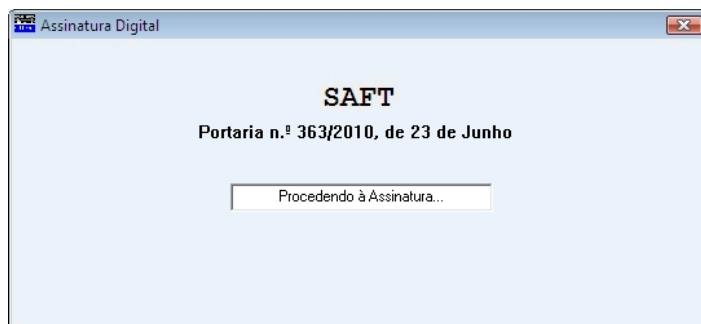 Assinatura Digital
SAFT
Portaria n.º 363/2010, de 23 de Junho
Procedendo à Assinatura...